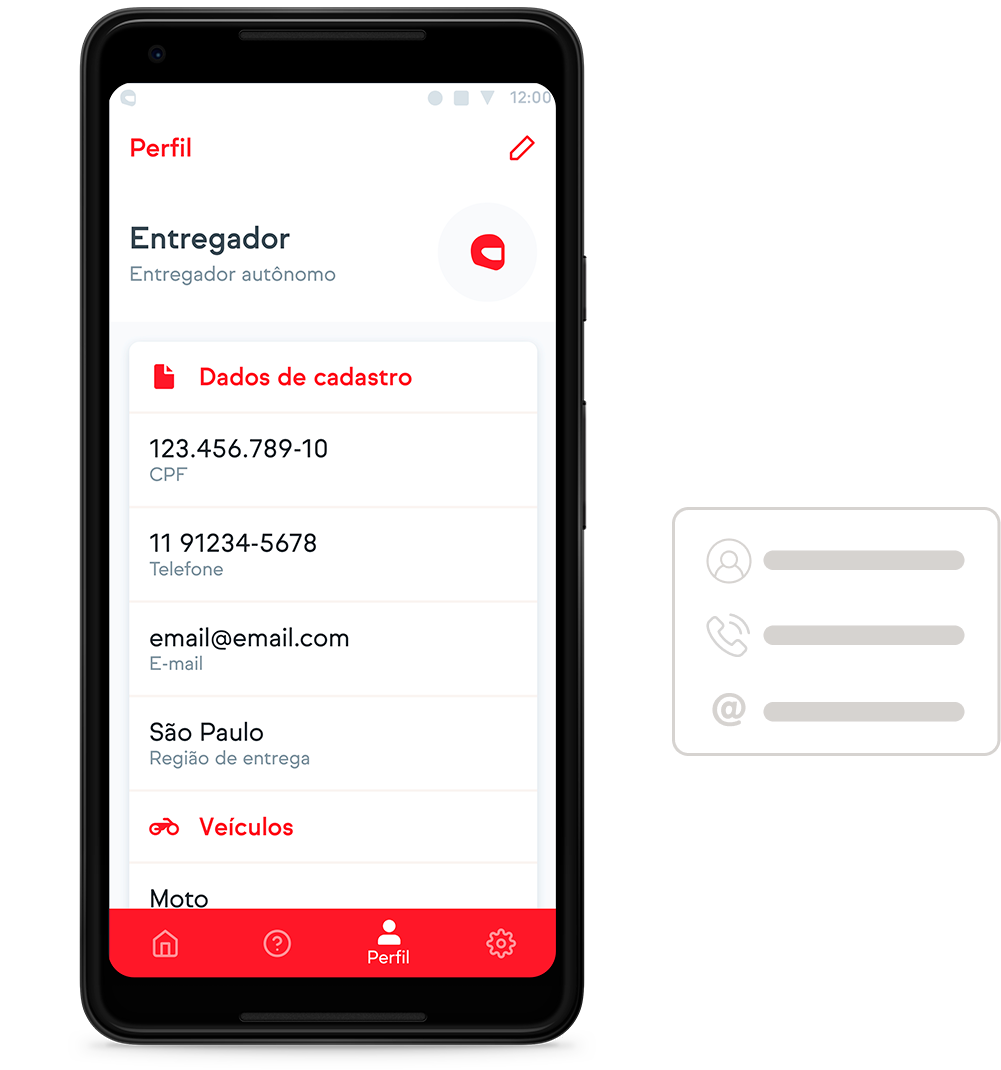 12:00
Perfil
Entregador
Entregador autônomo
Dados de cadastro
123.456.789-10
CPF
11 91234-5678
Telefone
email@email.com
E-mail
São Paulo
Região de entrega
Veículos
Moto
Perfil
@